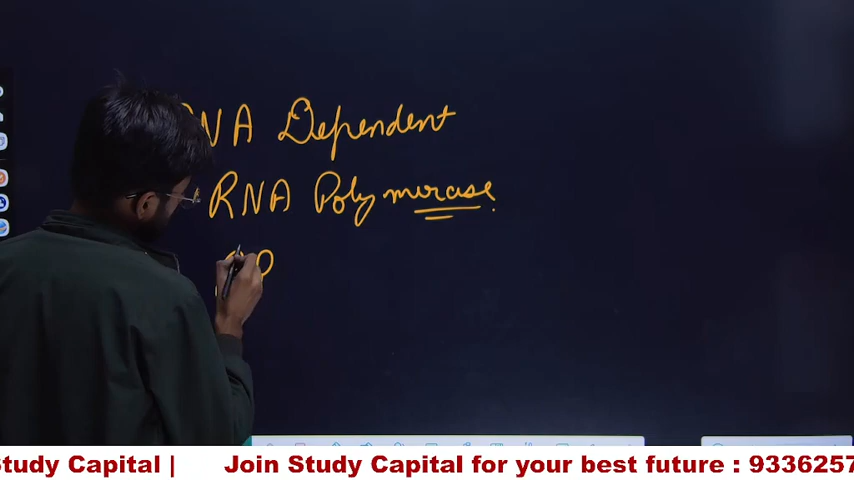 NA Dependent
RNA Polymerase.
Study Capital | Join Study Capital for your best future : 9336257